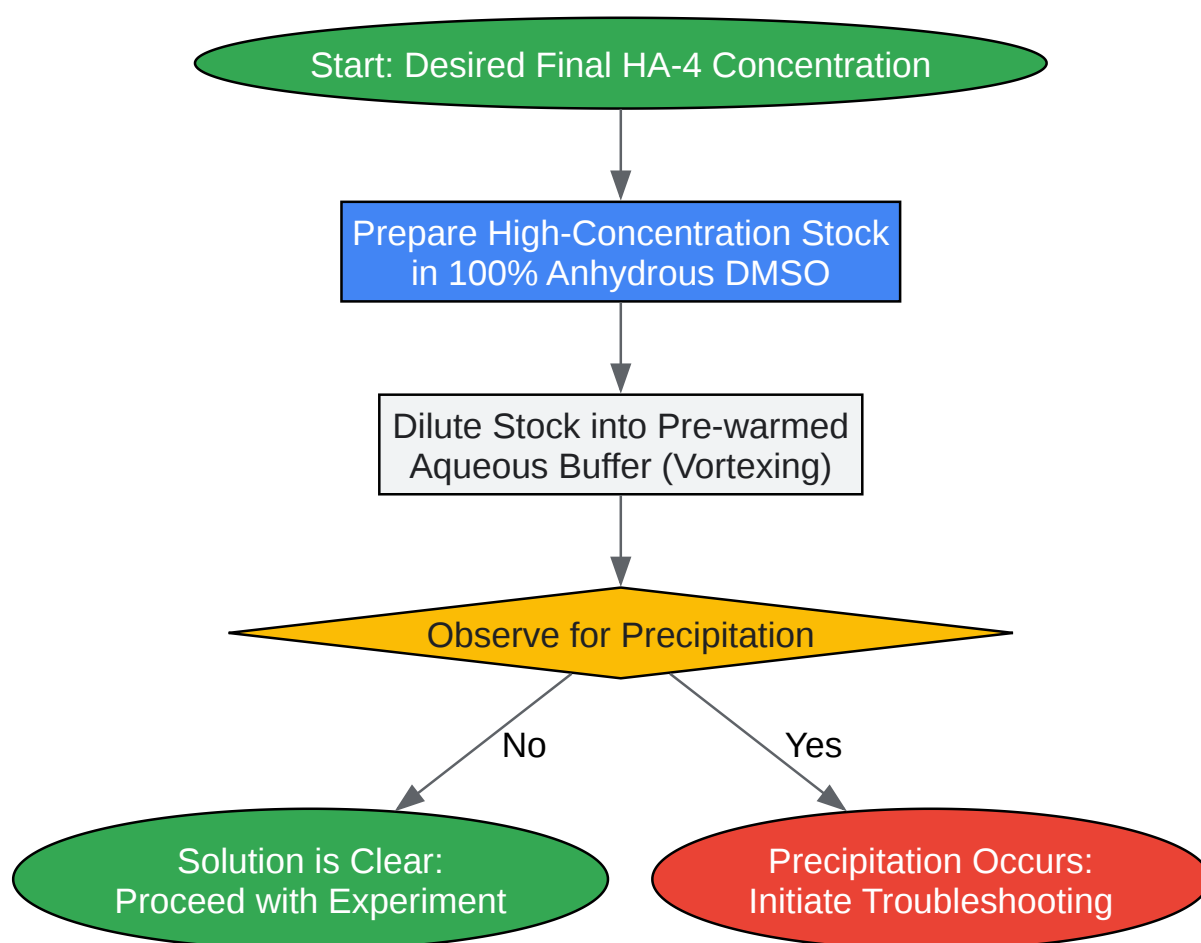 Start: Desired Final HA-4 Concentration
Prepare High-Concentration Stock
in 100% Anhydrous DMSO
Dilute Stock into Pre-warmed
Aqueous Buffer (Vortexing)
Observe for Precipitation
No
Yes
Solution is Clear:
Proceed with Experiment
Precipitation Occurs:
Initiate Troubleshooting